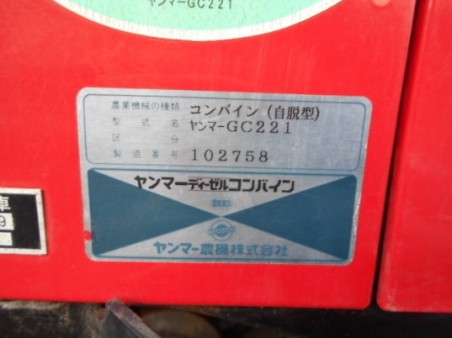 ヤンマーGC221
農業機械の種類 コンバイン（自脱型）
型式名 ヤンマーGC221
区分
製造番号 102758
ヤンマーディーゼルコンバイン
ヤンマー農機株式会社
車
9